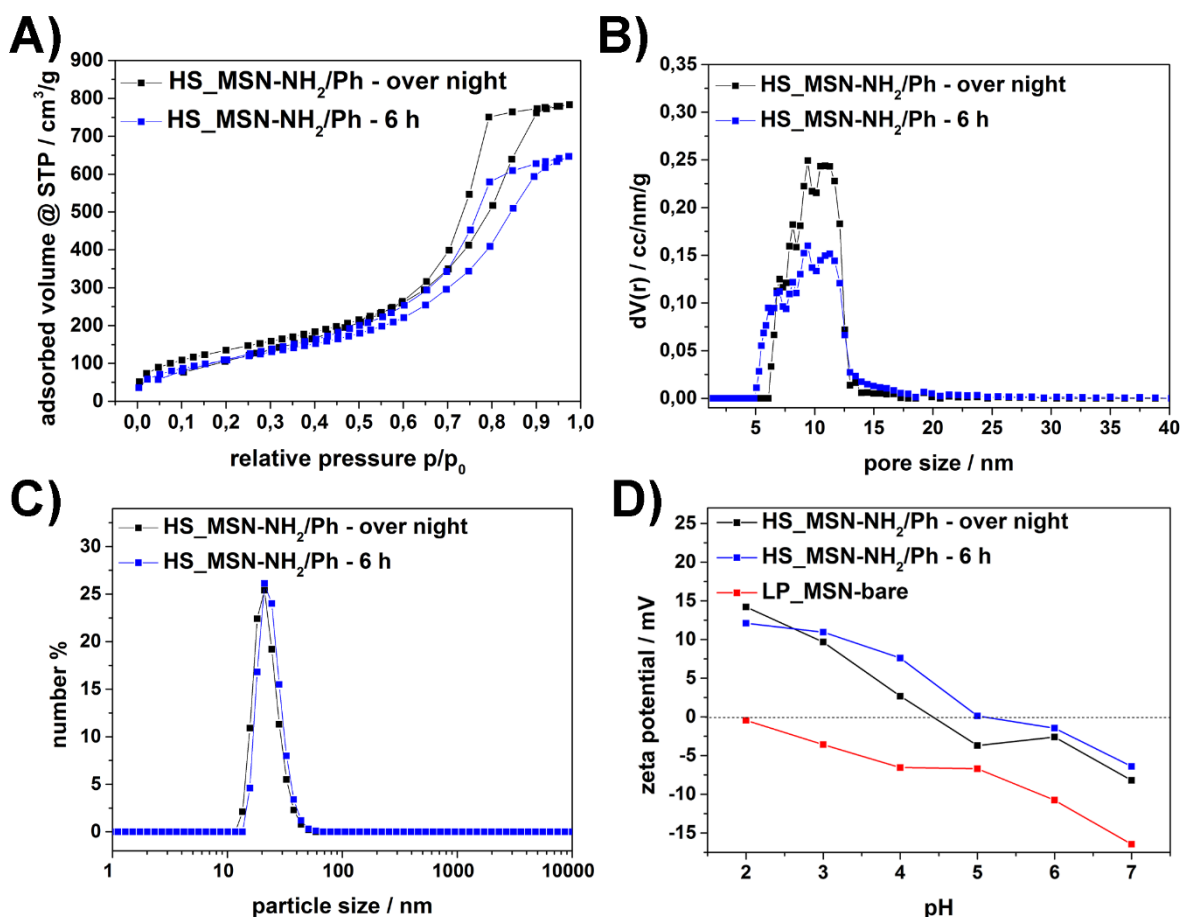 A)
HS_MSN-NH₂/Ph - over night
HS_MSN-NH₂/Ph - 6 h
900
800
700
600
500
400
300
200
100
0
0,0 0,1 0,2 0,3 0,4 0,5 0,6 0,7 0,8 0,9 1,0
adsorbed volume @ STP / cm³/g
relative pressure p/p₀
B)
HS_MSN-NH₂/Ph - over night
HS_MSN-NH₂/Ph - 6 h
0,35
0,30
0,25
0,20
0,15
0,10
0,05
0,00
5 10 15 20 25 30 35 40
dV(r) / cc/nm/g
pore size / nm
C)
HS_MSN-NH₂/Ph - over night
HS_MSN-NH₂/Ph - 6 h
30
25
20
15
10
5
0
1 10 100 1000 10000
number %
particle size / nm
D)
HS_MSN-NH₂/Ph - over night
HS_MSN-NH₂/Ph - 6 h
LP_MSN-bare
25
20
15
10
5
0
-5
-10
-15
2 3 4 5 6 7
zeta potential / mV
pH